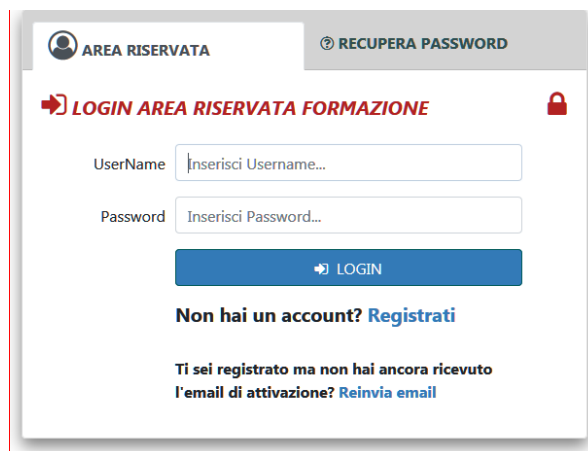 AREA RISERVATA
RECUPERA PASSWORD
LOGIN AREA RISERVATA FORMAZIONE
UserName
Inserisci Username...
Password
Inserisci Password...
LOGIN
Non hai un account? Registrati
Ti sei registrato ma non hai ancora ricevuto
l'email di attivazione? Reinvia email